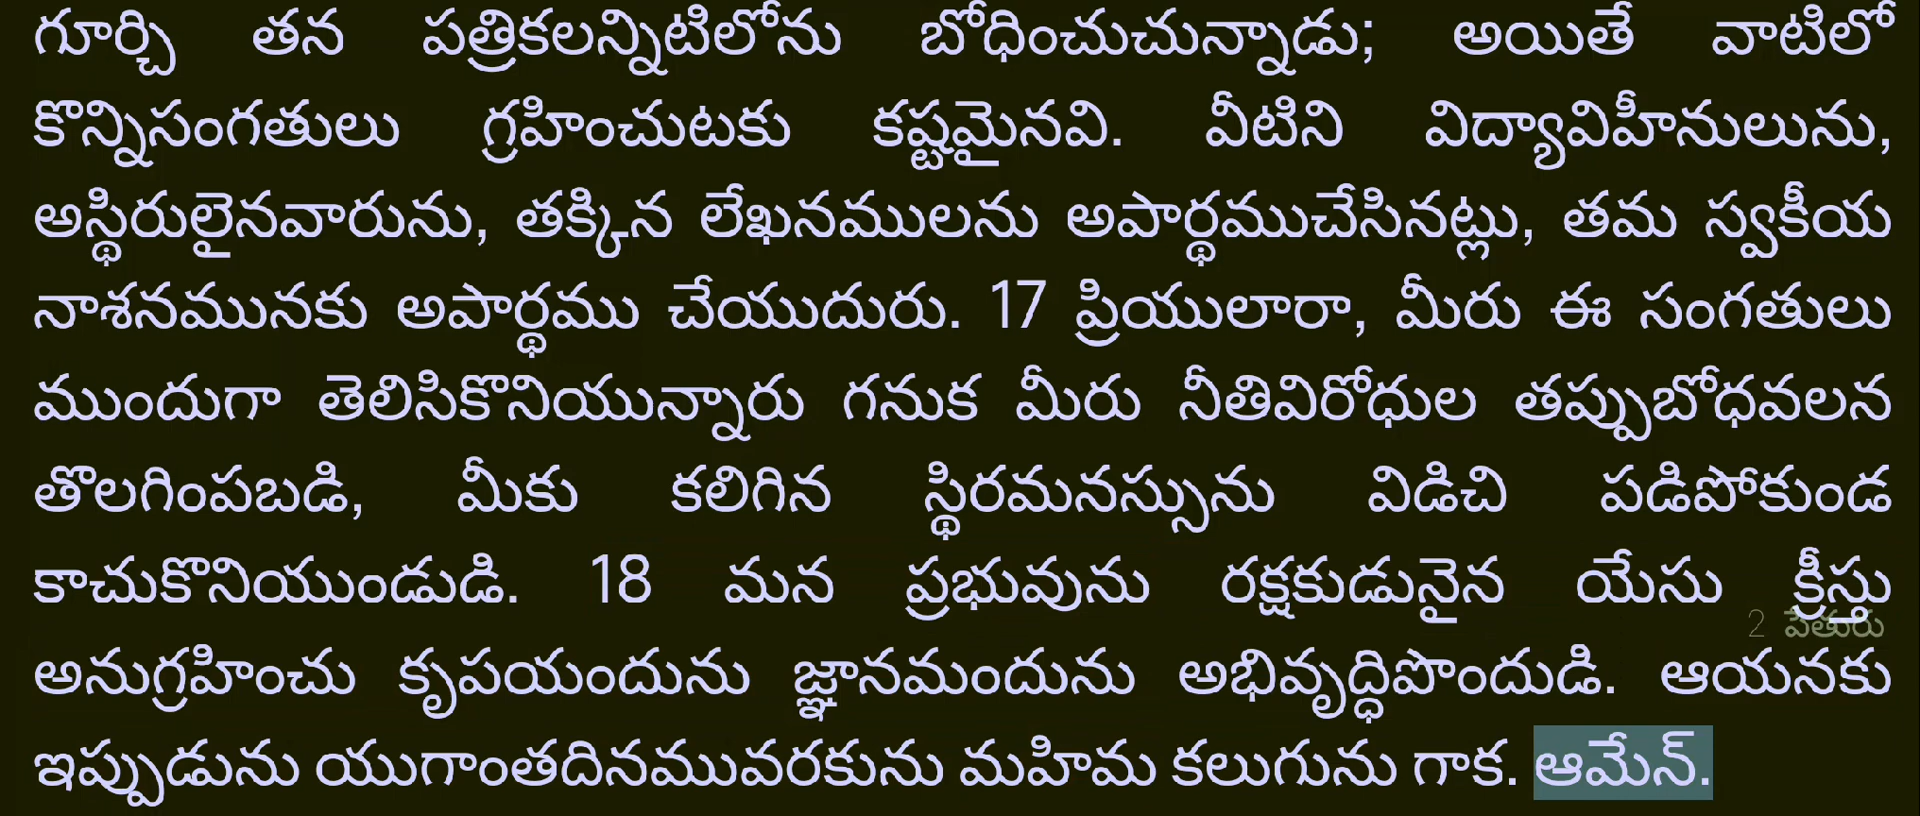 గూర్చి తన పత్రికలన్నిటిలోను బోధించుచున్నాడు; అయితే వాటిలో
కొన్నిసంగతులు గ్రహించుటకు కష్టమైనవి. వీటిని విద్యావిహీనులును,
అస్థిరులైనవారును, తక్కిన లేఖనములను అపార్థముచేసినట్లు, తమ స్వకీయ
నాశనమునకు అపార్థము చేయుదురు. 17 ప్రియులారా, మీరు ఈ సంగతులు
ముందుగా తెలిసికొనియున్నారు గనుక మీరు నీతివిరోధుల తప్పుబోధవలన
తొలగింపబడి, మీకు కలిగిన స్థిరమనస్సును విడిచి పడిపోకుండ
కాచుకొనియుండుడి. 18 మన ప్రభువును రక్షకుడునైన యేసు క్రీస్తు
2 పేతురు
అనుగ్రహించు కృపయందును జ్ఞానమందును అభివృద్ధిపొందుడి. ఆయనకు
ఇప్పుడును యుగాంతదినమువరకును మహిమ కలుగును గాక. ఆమేన్.